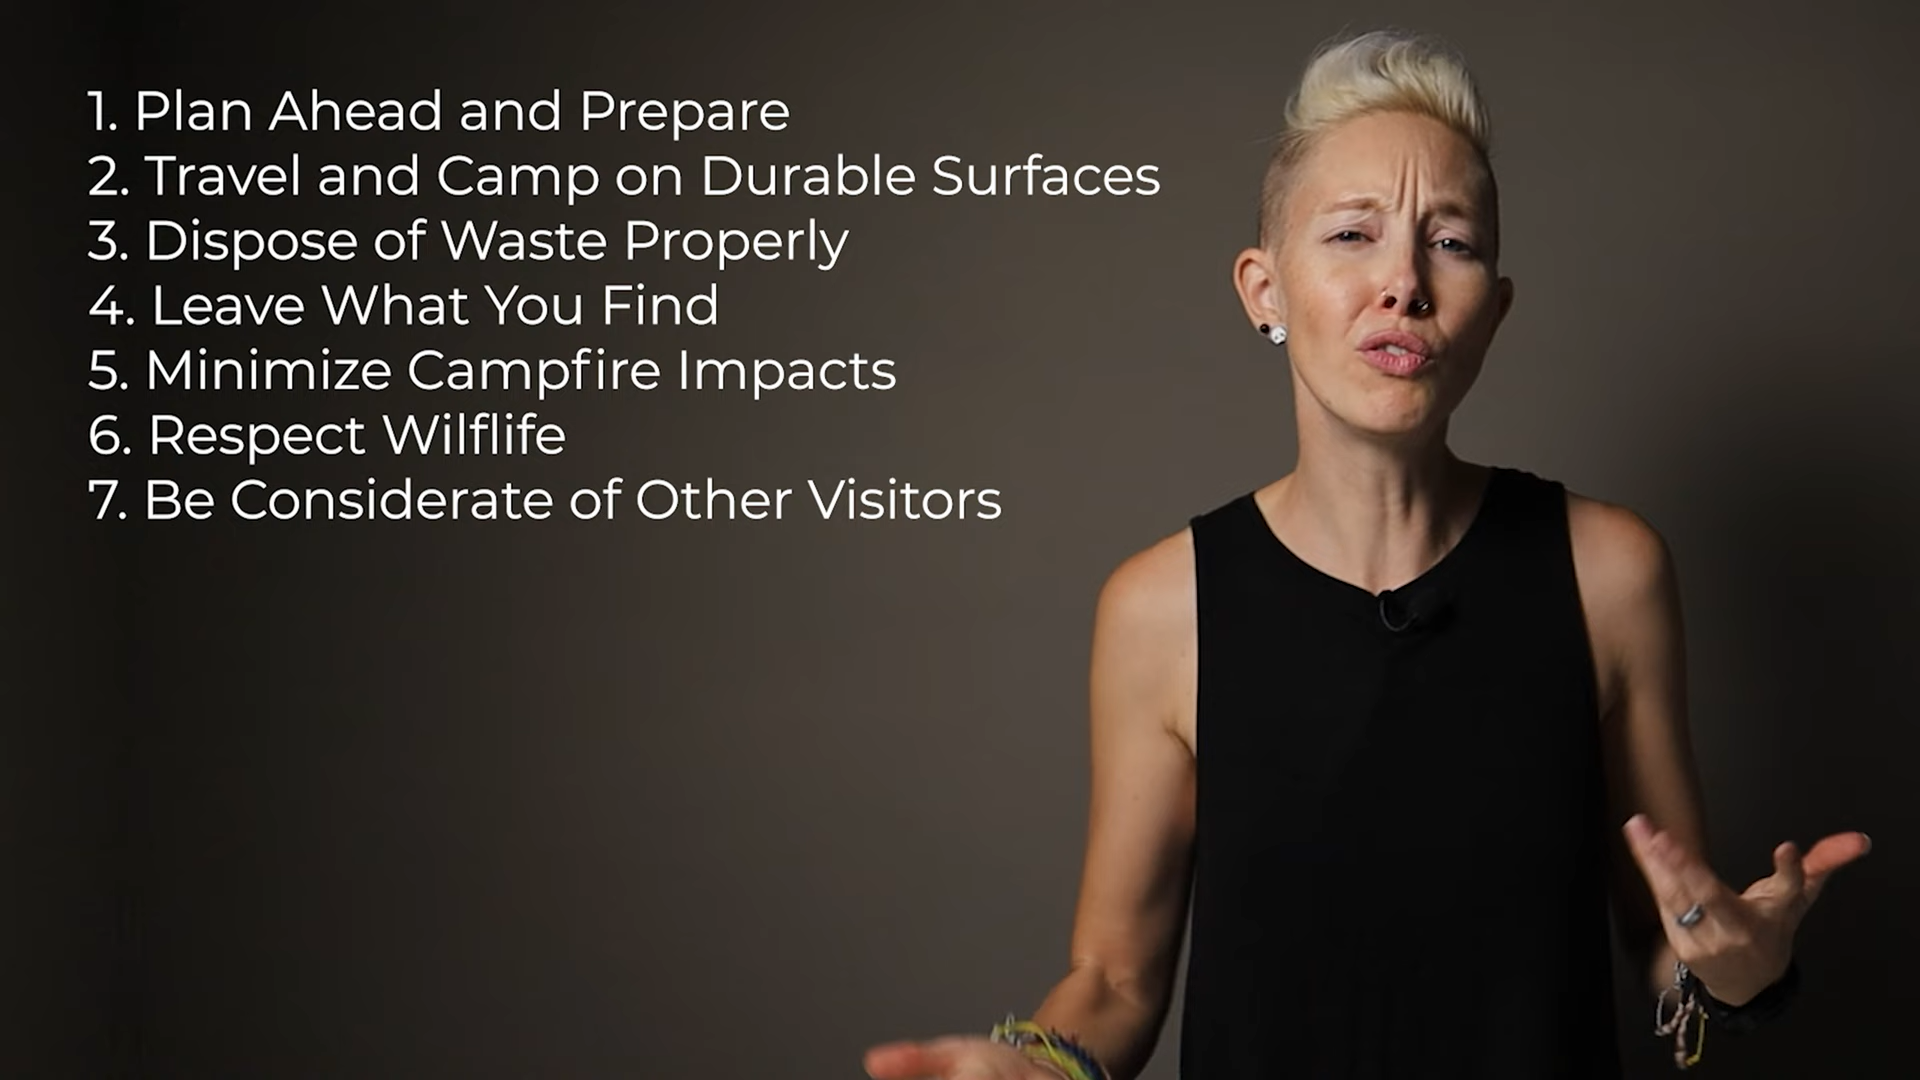 1. Plan Ahead and Prepare
2. Travel and Camp on Durable Surfaces
3. Dispose of Waste Properly
4. Leave What You Find
5. Minimize Campfire Impacts
6. Respect Wilflife
7. Be Considerate of Other Visitors